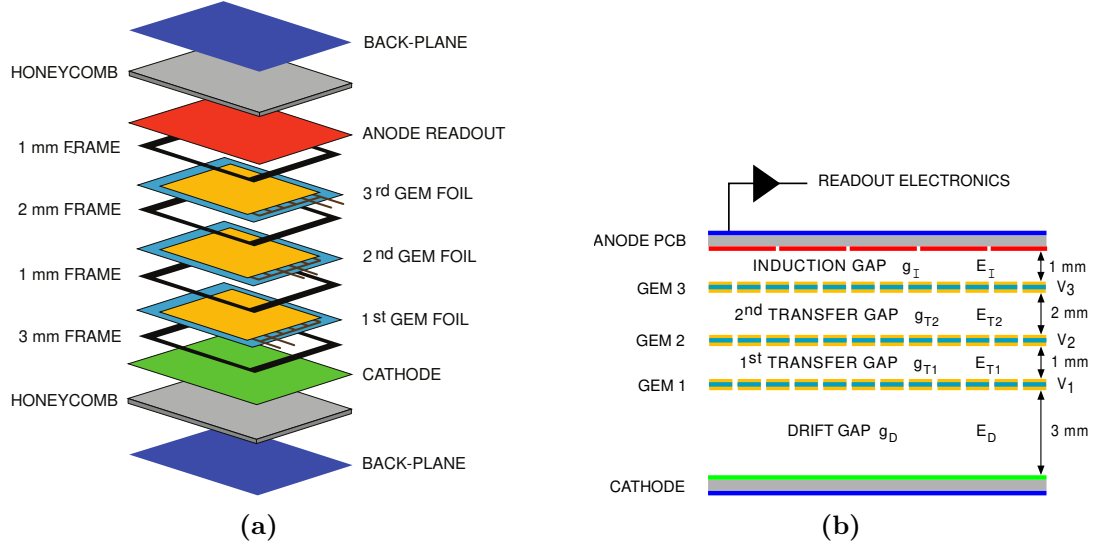 BACK-PLANE
HONEYCOMB
ANODE READOUT
1 mm FRAME
3rd GEM FOIL
2 mm FRAME
2nd GEM FOIL
1 mm FRAME
1st GEM FOIL
3 mm FRAME
CATHODE
HONEYCOMB
BACK-PLANE
(a)
READOUT ELECTRONICS
ANODE PCB
INDUCTION GAP gI EI 1 mm
GEM 3 V3
2nd TRANSFER GAP gT2 ET2 2 mm
GEM 2 V2
1st TRANSFER GAP gT1 ET1 1 mm
GEM 1 V1
DRIFT GAP gD ED 3 mm
CATHODE
(b)